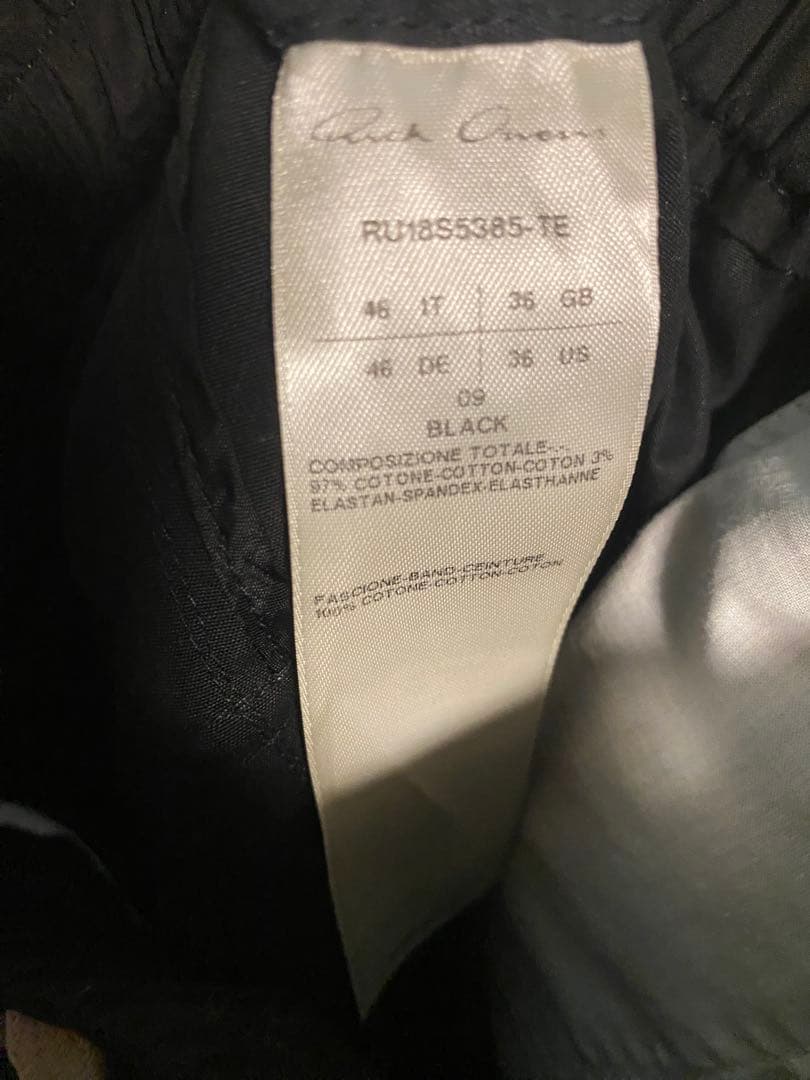 Rick Owens
RU18S5385-TE
46 IT 36 GB
46 DE 36 US
09
BLACK
COMPOSIZIONE TOTALE---
97% COTONE-COTTON-COTON 3%
ELASTAN-SPANDEX-ELASTHANNE
FASCIONE-BAND-CEINTURE
100% COTONE-COTTON-COTON